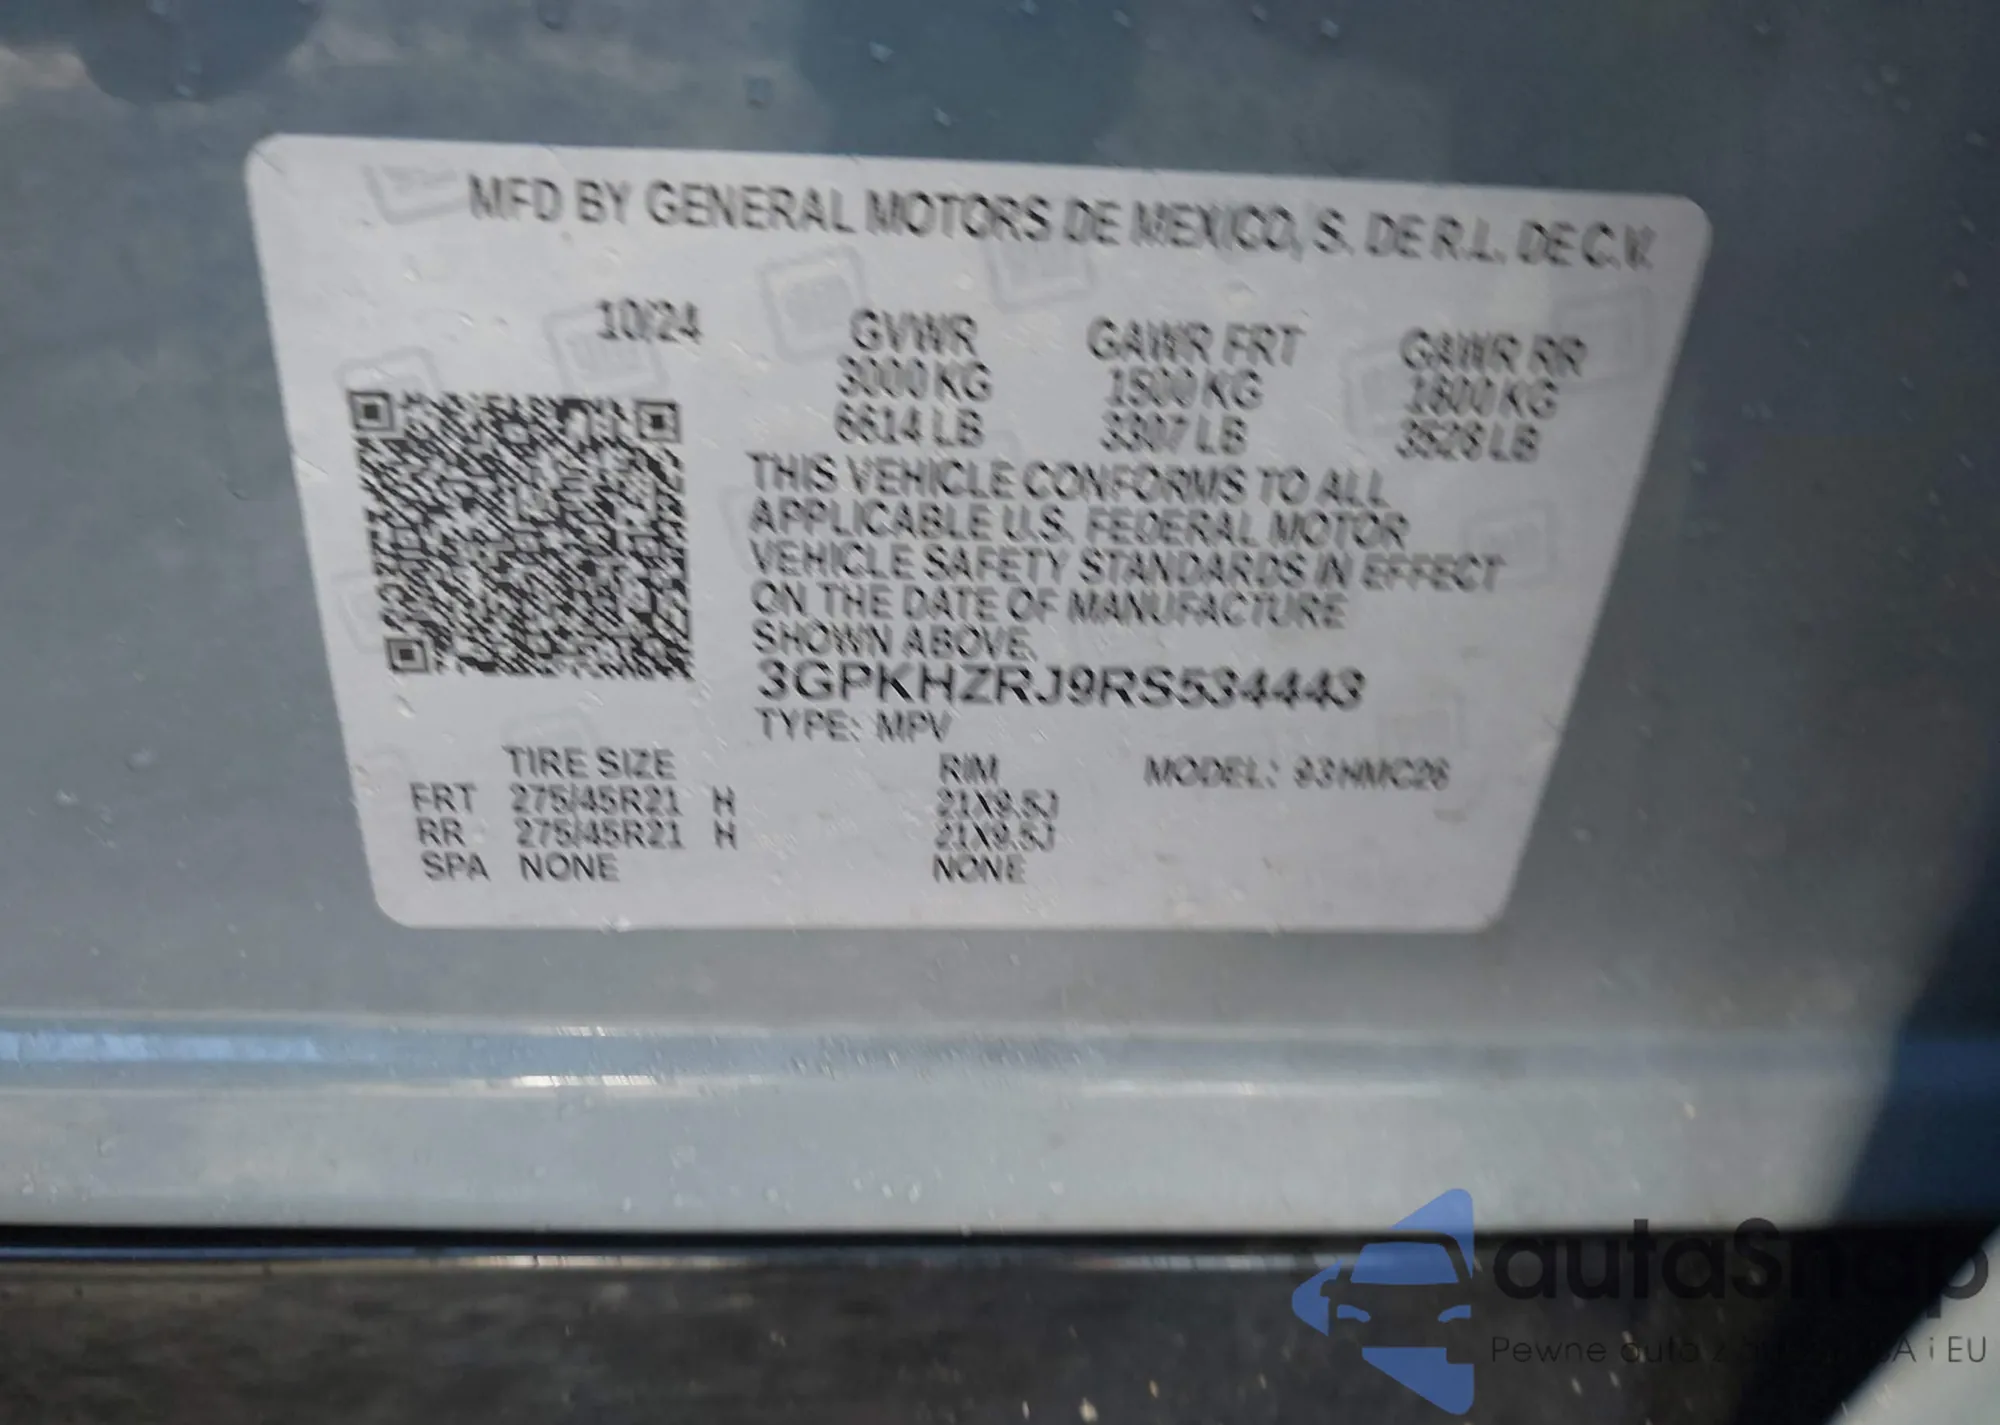 MFD BY GENERAL MOTORS DE MEXICO, S. DE R.L. DE C.V.
10/24
GVWR GAWR FRT GAWR RR
3000 KG 1500 KG 1600 KG
6614 LB 3307 LB 3528 LB
THIS VEHICLE CONFORMS TO ALL
APPLICABLE U.S. FEDERAL MOTOR
VEHICLE SAFETY STANDARDS IN EFFECT
ON THE DATE OF MANUFACTURE
SHOWN ABOVE.
3GPKHZRJ9RS534443
TYPE: MPV
TIRE SIZE RIM MODEL: 93HMC26
FRT 275/45R21 H 21X9.5J
RR 275/45R21 H 21X9.5J
SPA NONE NONE
autaSnap
Pewne auto z A i EU